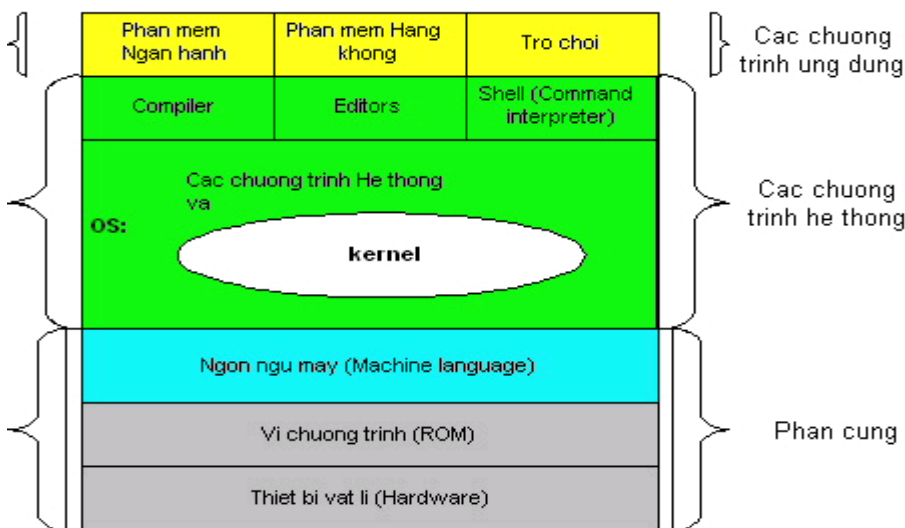 Phan mem
Ngan hanh
Phan mem Hang
khong
Tro choi
Cac chuong
trinh ung dung
Compiler
Editors
Shell (Command
interpreter)
Cac chuong trinh He thong
va
OS:
kernel
Cac chuong
trinh he thong
Ngon ngu may (Machine language)
Vi chuong trinh (ROM)
Phan cung
Thiet bi vat li (Hardware)